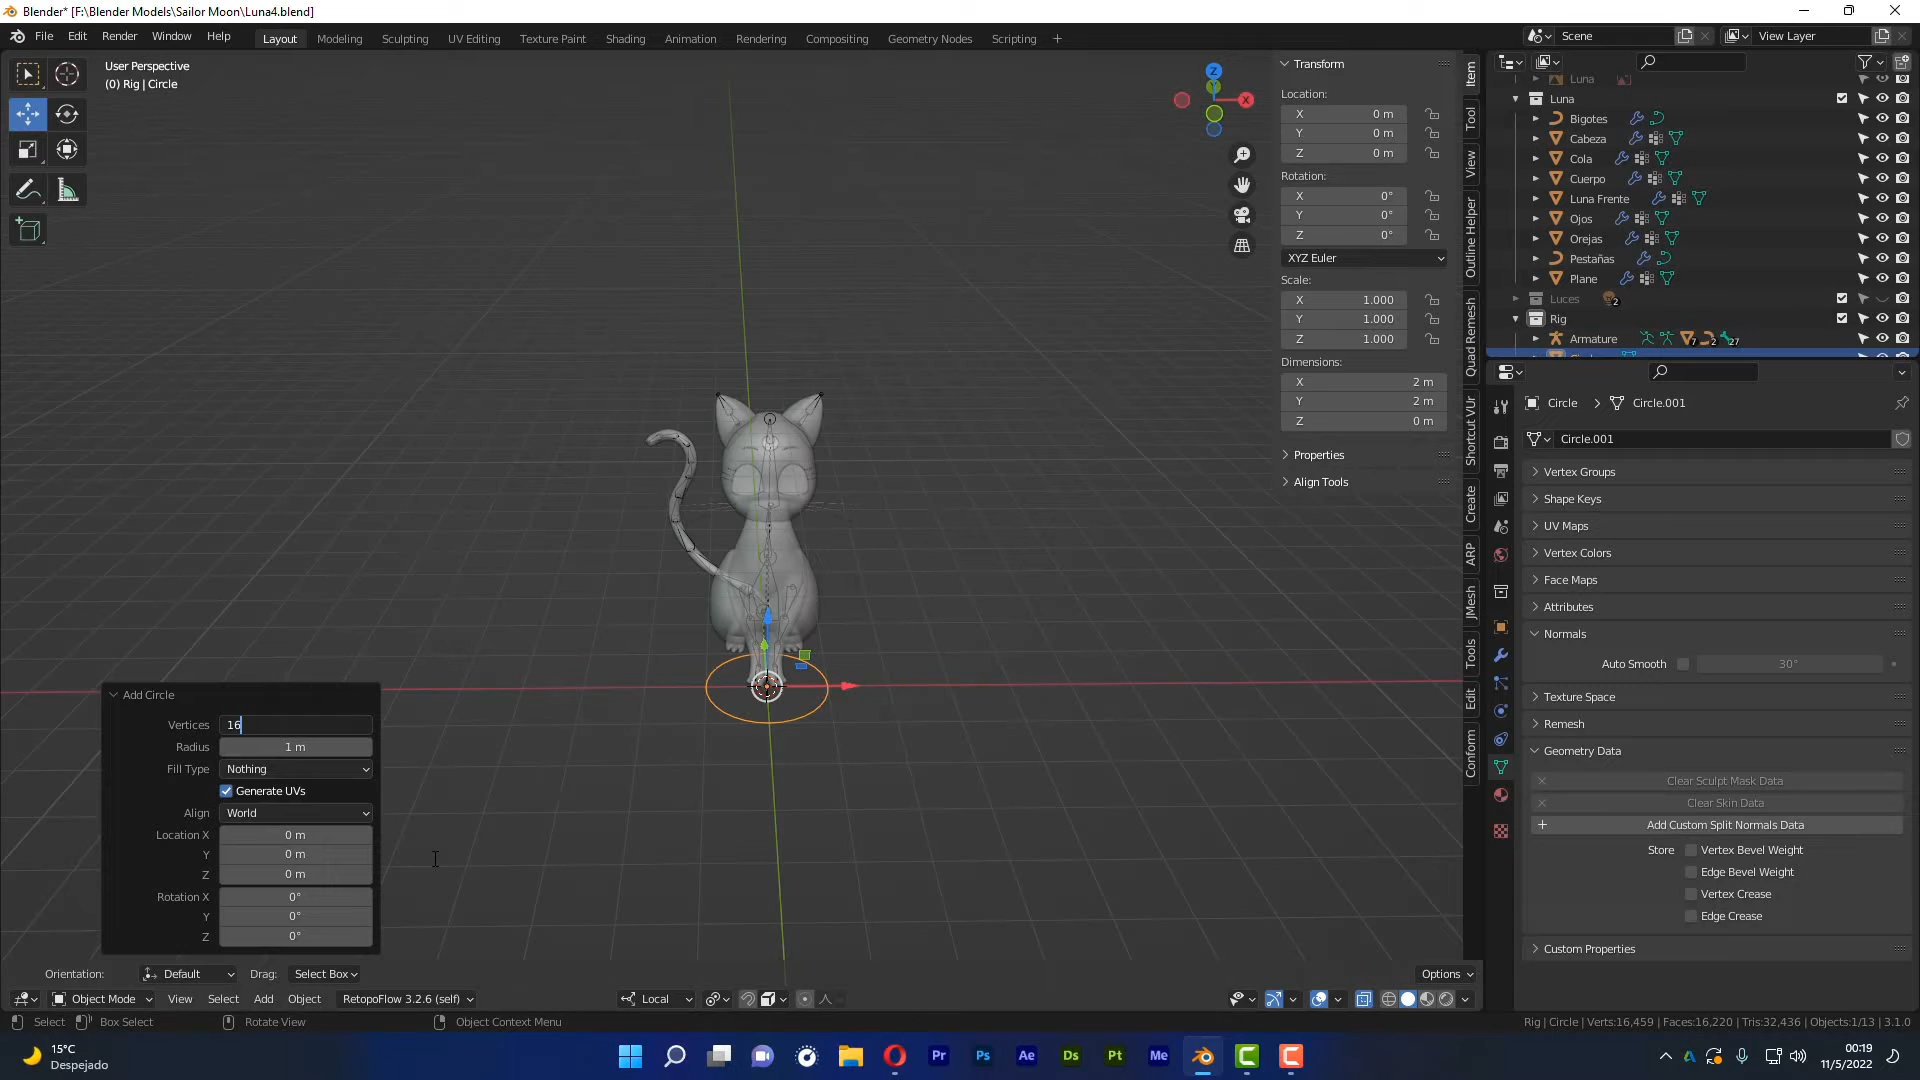 Blender* [F:\Blender Models\Sailor Moon\Luna4.blend]
File Edit Render Window Help
Layout Modeling Sculpting UV Editing Texture Paint Shading Animation Rendering Compositing Geometry Nodes Scripting +
Scene
View Layer
User Perspective
(0) Rig | Circle
Z
Y
X
Transform
Location:
X 0 m
Y 0 m
Z 0 m
Rotation:
X 0°
Y 0°
Z 0°
XYZ Euler
Scale:
X 1.000
Y 1.000
Z 1.000
Dimensions:
X 2 m
Y 2 m
Z 0 m
Properties
Align Tools
Item
Tool
View
Outline Helper
Quad Remesh
Shortcut VUr
Create
ARP
JMesh
Tools
Edit
Conform
Luna
Luna
Bigotes
Cabeza
Cola
Cuerpo
Luna Frente
Ojos
Orejas
Pestañas
Plane
Luces 2
Rig
Armature 7 2 27
Circle > Circle.001
Circle.001
Vertex Groups
Shape Keys
UV Maps
Vertex Colors
Face Maps
Attributes
Normals
Auto Smooth 30°
Texture Space
Remesh
Geometry Data
Clear Sculpt Mask Data
Clear Skin Data
+ Add Custom Split Normals Data
Store Vertex Bevel Weight
Edge Bevel Weight
Vertex Crease
Edge Crease
Custom Properties
Add Circle
Vertices 16
Radius 1 m
Fill Type Nothing
Generate UVs
Align World
Location X 0 m
Y 0 m
Z 0 m
Rotation X 0°
Y 0°
Z 0°
Orientation: Default Drag: Select Box
Options
Object Mode View Select Add Object RetopoFlow 3.2.6 (self) Local
Select Box Select Rotate View Object Context Menu
Rig | Circle | Verts:16,459 | Faces:16,220 | Tris:32,436 | Objects:1/13 | 3.1.0
15°C
Despejado
Pr Ps Ae Ds Pt Me
00:19
11/5/2022